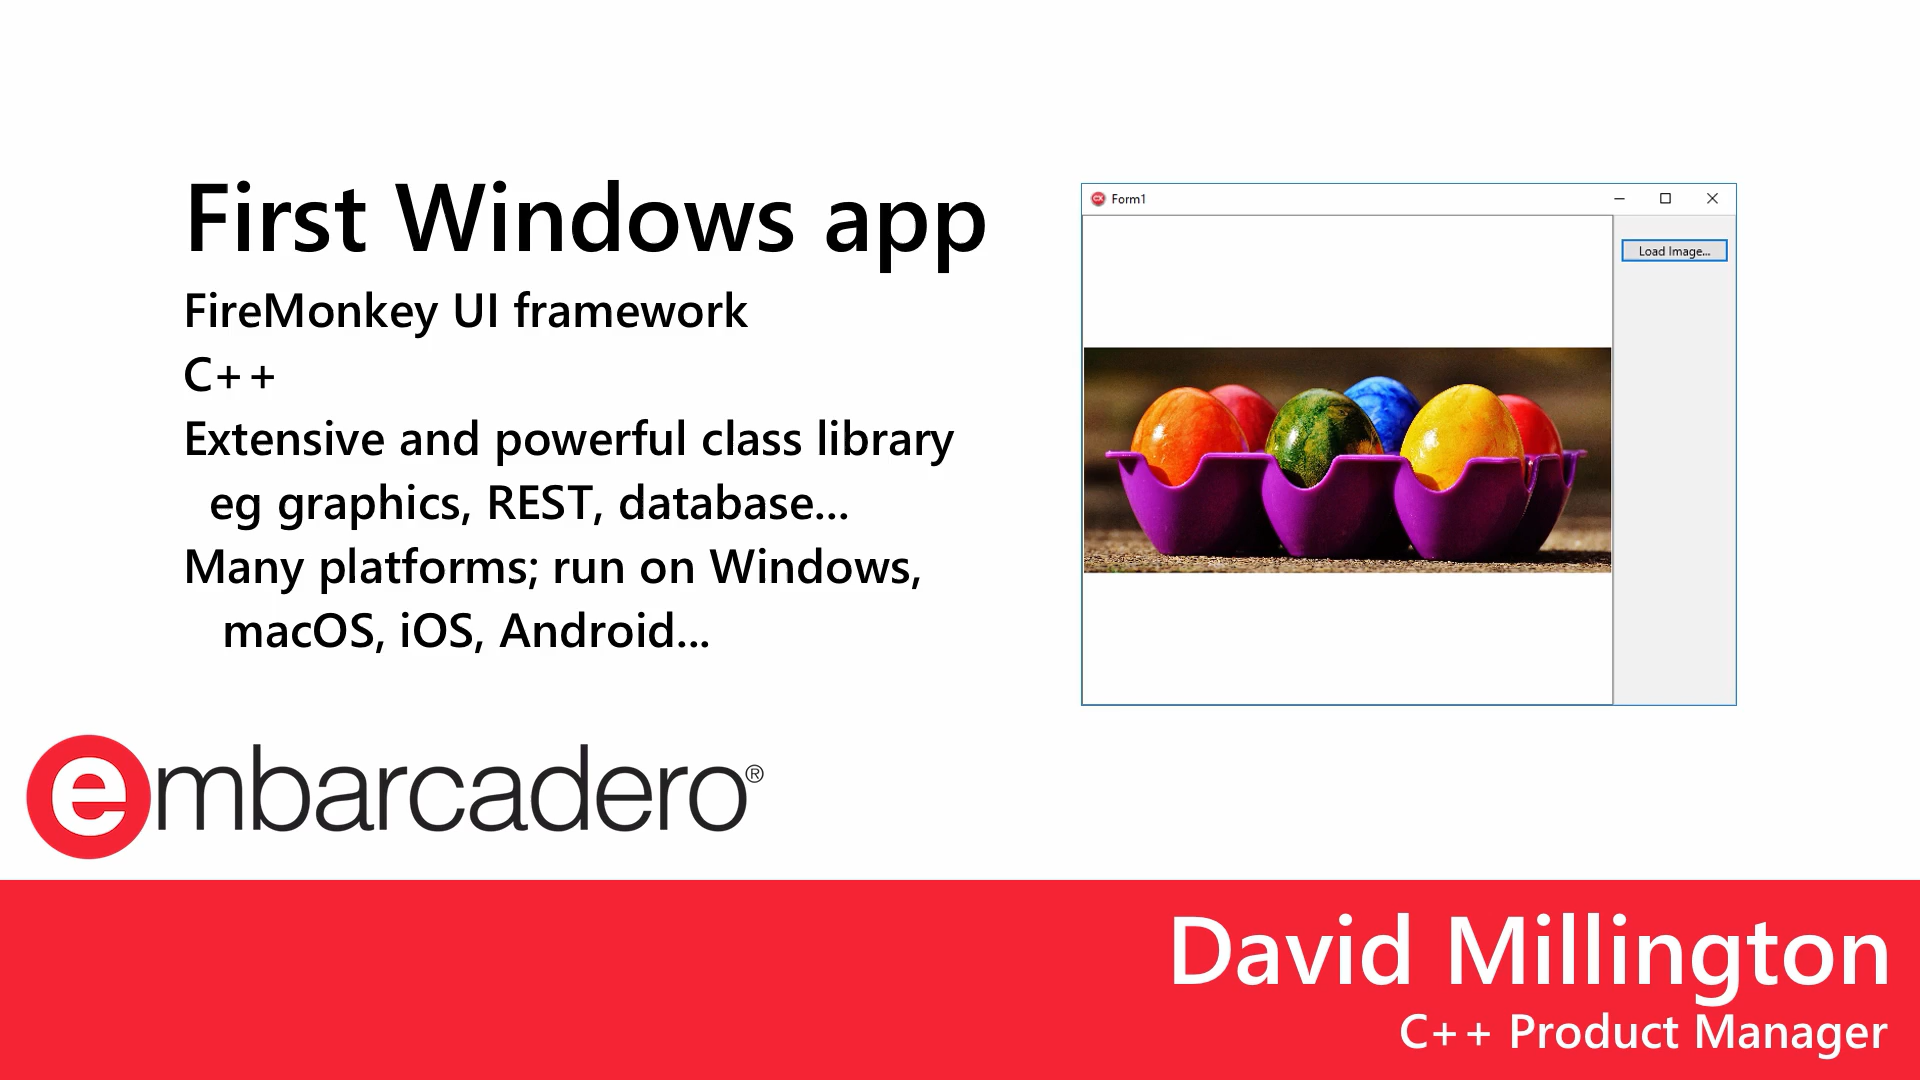 First Windows app
FireMonkey UI framework
C++
Extensive and powerful class library
eg graphics, REST, database...
Many platforms; run on Windows,
macOS, iOS, Android...
Form1
Load Image...
embarcadero®
David Millington
C++ Product Manager